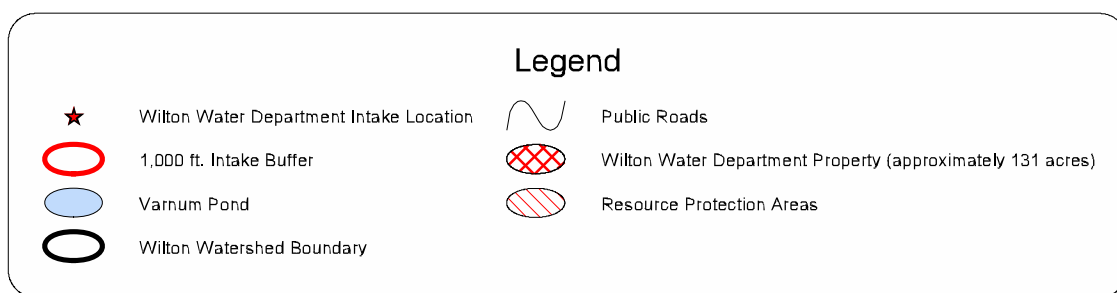 Legend
Wilton Water Department Intake Location
1,000 ft. Intake Buffer
Varnum Pond
Wilton Watershed Boundary
Public Roads
Wilton Water Department Property (approximately 131 acres)
Resource Protection Areas